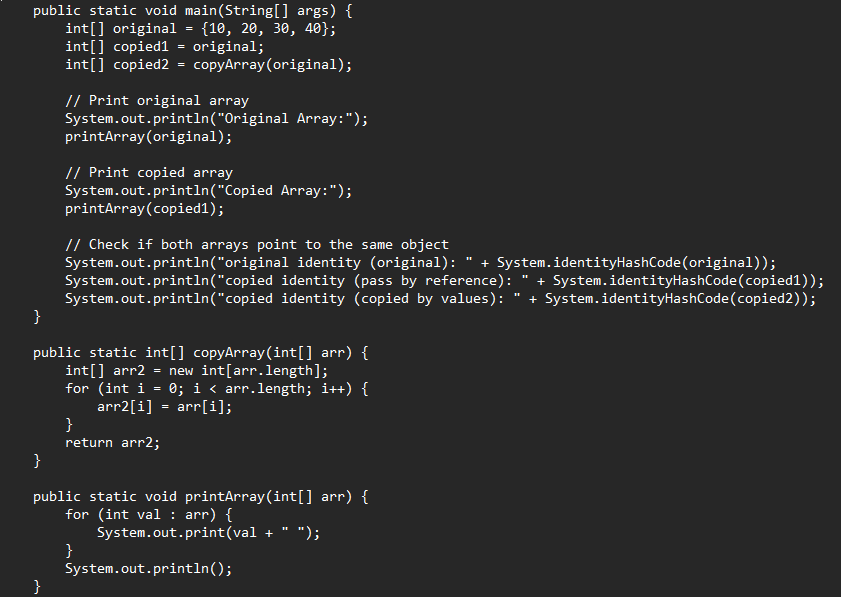 public static void main(String[] args) {
    int[] original = {10, 20, 30, 40};
    int[] copied1 = original;
    int[] copied2 = copyArray(original);

    // Print original array
    System.out.println("Original Array:");
    printArray(original);

    // Print copied array
    System.out.println("Copied Array:");
    printArray(copied1);

    // Check if both arrays point to the same object
    System.out.println("original identity (original): " + System.identityHashCode(original));
    System.out.println("copied identity (pass by reference): " + System.identityHashCode(copied1));
    System.out.println("copied identity (copied by values): " + System.identityHashCode(copied2));
}

public static int[] copyArray(int[] arr) {
    int[] arr2 = new int[arr.length];
    for (int i = 0; i < arr.length; i++) {
        arr2[i] = arr[i];
    }
    return arr2;
}

public static void printArray(int[] arr) {
    for (int val : arr) {
        System.out.print(val + " ");
    }
    System.out.println();
}